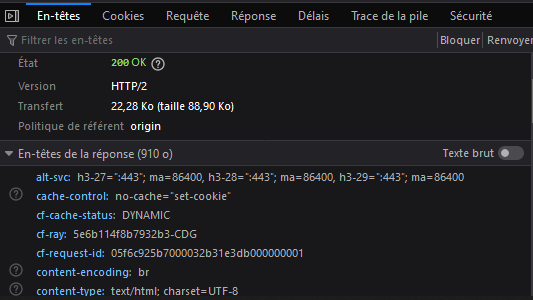 En-têtes Cookies Requête Réponse Délais Trace de la pile Sécurité
Filtrer les en-têtes Bloquer Renvoyer
État 200 OK ?
Version HTTP/2
Transfert 22,28 Ko (taille 88,90 Ko)
Politique de référent origin
En-têtes de la réponse (910 o) Texte brut
alt-svc: h3-27=":443"; ma=86400, h3-28=":443"; ma=86400, h3-29=":443"; ma=86400
? cache-control: no-cache="set-cookie"
cf-cache-status: DYNAMIC
cf-ray: 5e6b114f8b7932b3-CDG
cf-request-id: 05f6c925b7000032b31e3db000000001
? content-encoding: br
? content-type: text/html; charset=UTF-8